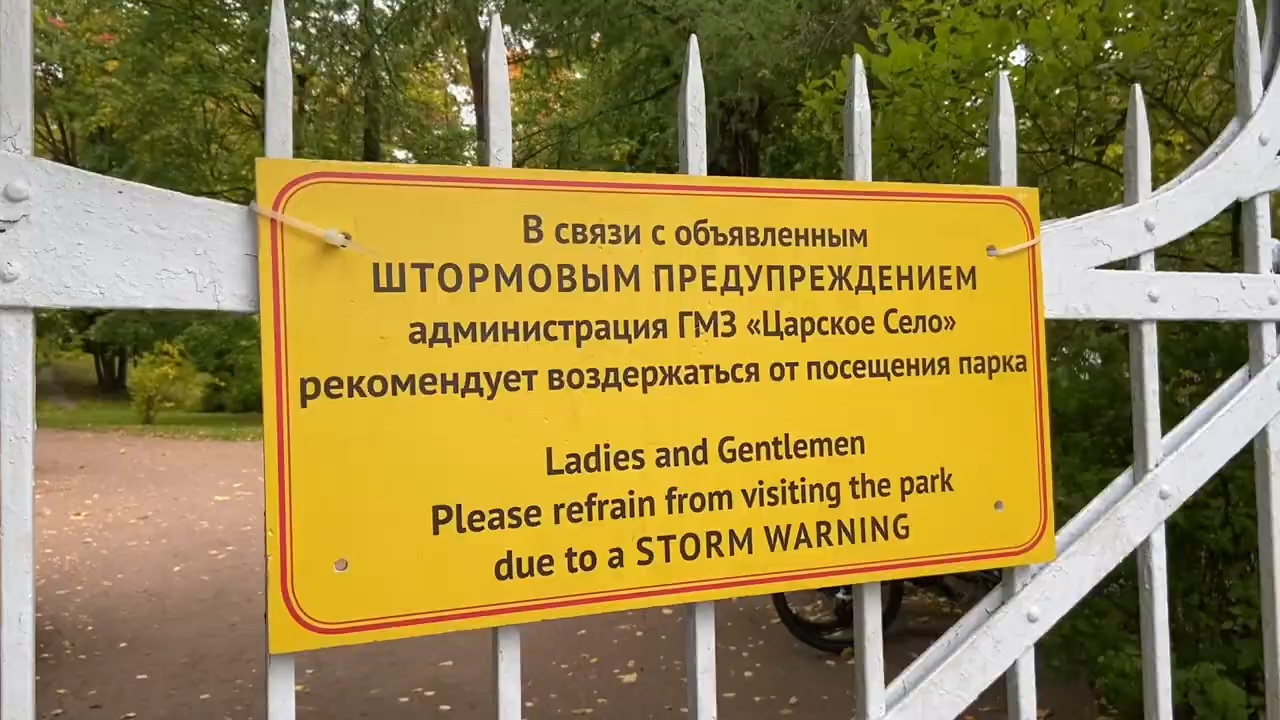 В связи с объявленным
ШТОРМОВЫМ ПРЕДУПРЕЖДЕНИЕМ
администрация ГМЗ «Царское Село»
рекомендует воздержаться от посещения парка
Ladies and Gentlemen
Please refrain from visiting the park
due to a STORM WARNING